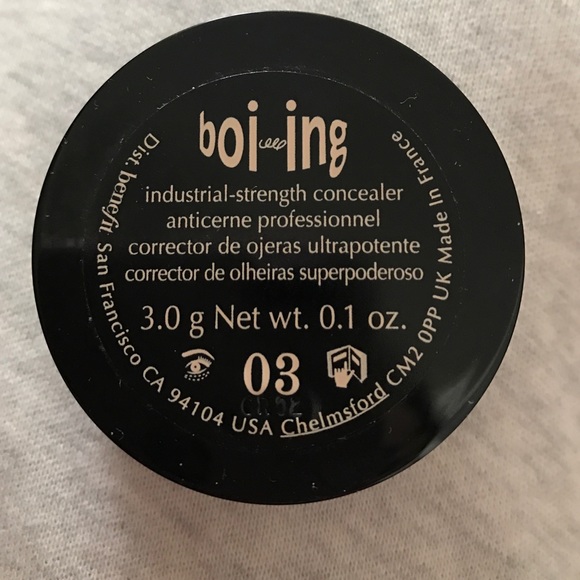 boi-ing
industrial-strength concealer
anticerne professionnel
corrector de ojeras ultrapotente
corrector de olheiras superpoderoso
3.0 g Net wt. 0.1 oz.
03
Dist. benefit San Francisco CA 94104 USA Chelmsford CM2 0PP UK Made In France